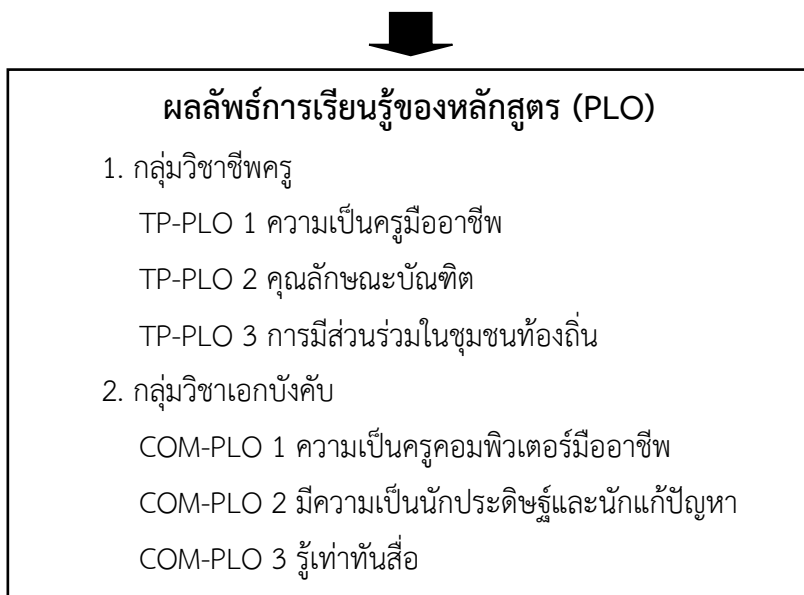 ผลลัพธ์การเรียนรู้ของหลักสูตร (PLO)
1. กลุ่มวิชาชีพครู
TP-PLO 1 ความเป็นครูมืออาชีพ
TP-PLO 2 คุณลักษณะบัณฑิต
TP-PLO 3 การมีส่วนร่วมในชุมชนท้องถิ่น
2. กลุ่มวิชาเอกบังคับ
COM-PLO 1 ความเป็นครูคอมพิวเตอร์มืออาชีพ
COM-PLO 2 มีความเป็นนักประดิษฐ์และนักแก้ปัญหา
COM-PLO 3 รู้เท่าทันสื่อ